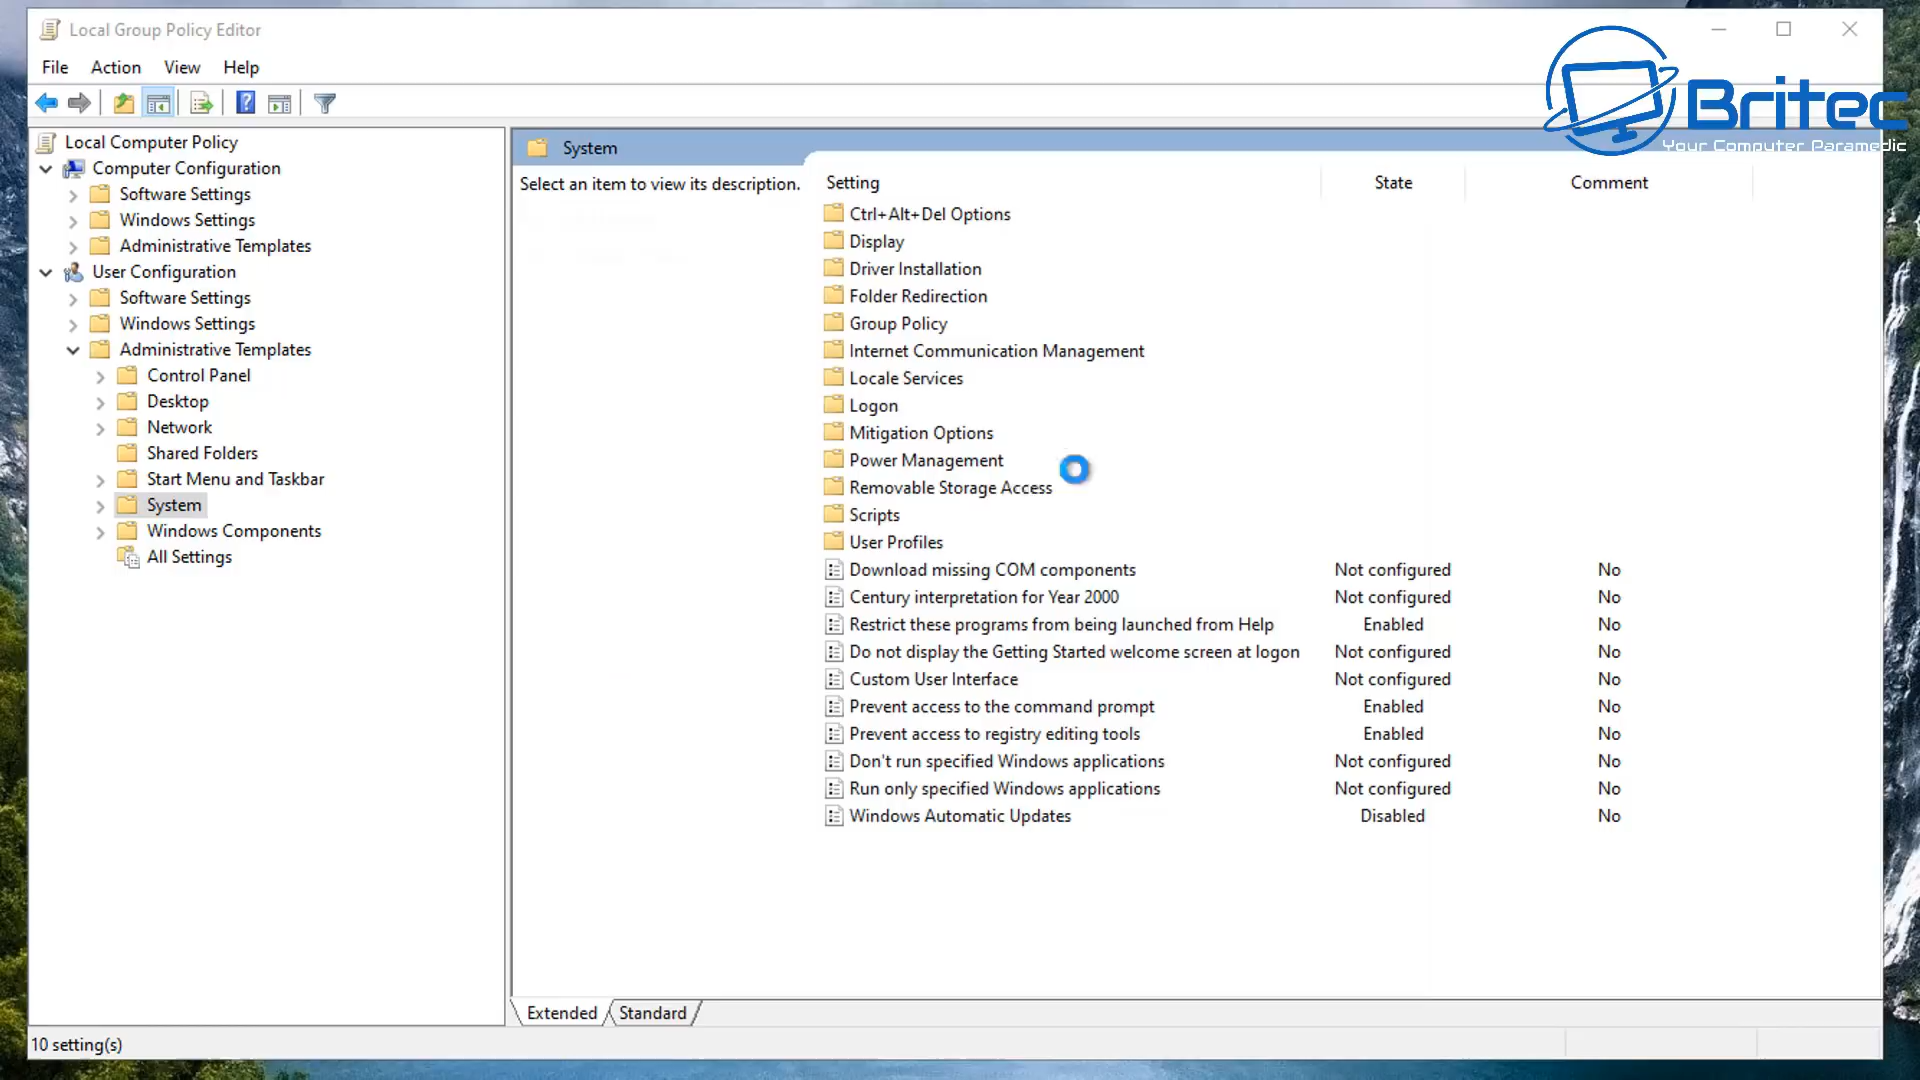 Local Group Policy Editor
File Action View Help
Britec
Your Computer Paramedic
Local Computer Policy
Computer Configuration
Software Settings
Windows Settings
Administrative Templates
User Configuration
Software Settings
Windows Settings
Administrative Templates
Control Panel
Desktop
Network
Shared Folders
Start Menu and Taskbar
System
Windows Components
All Settings
System
Select an item to view its description.
Setting State Comment
Ctrl+Alt+Del Options
Display
Driver Installation
Folder Redirection
Group Policy
Internet Communication Management
Locale Services
Logon
Mitigation Options
Power Management
Removable Storage Access
Scripts
User Profiles
Download missing COM components Not configured No
Century interpretation for Year 2000 Not configured No
Restrict these programs from being launched from Help Enabled No
Do not display the Getting Started welcome screen at logon Not configured No
Custom User Interface Not configured No
Prevent access to the command prompt Enabled No
Prevent access to registry editing tools Enabled No
Don't run specified Windows applications Not configured No
Run only specified Windows applications Not configured No
Windows Automatic Updates Disabled No
Extended Standard
10 setting(s)